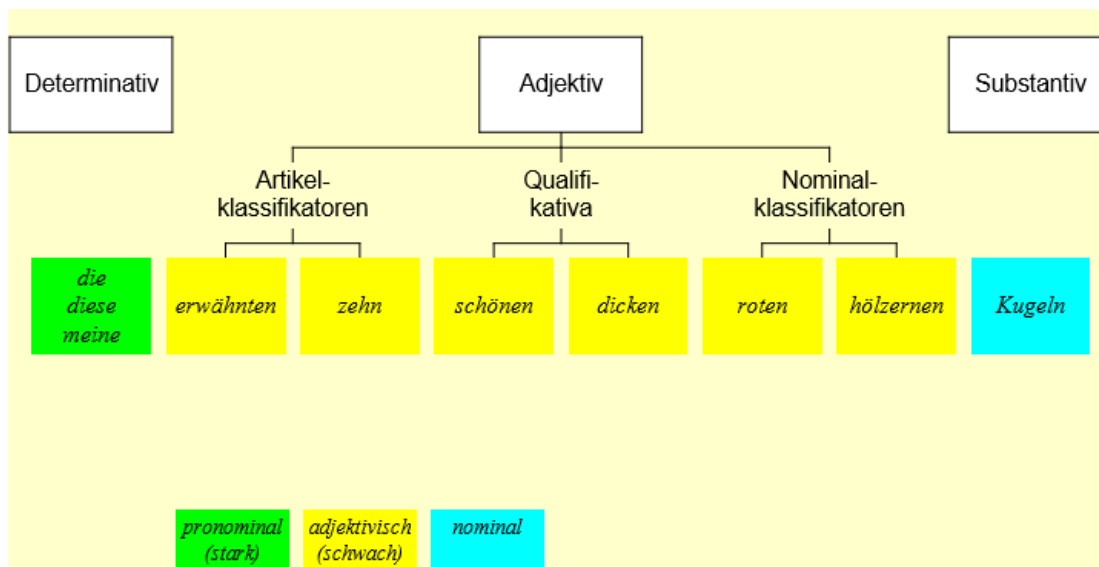 Determinativ
Adjektiv
Substantiv
Artikel-
klassifikatoren
Qualifi-
kativa
Nominal-
klassifikatoren
die
diese
meine
erwähnten
zehn
schönen
dicken
roten
hölzernen
Kugeln
pronominal
(stark)
adjektivisch
(schwach)
nominal